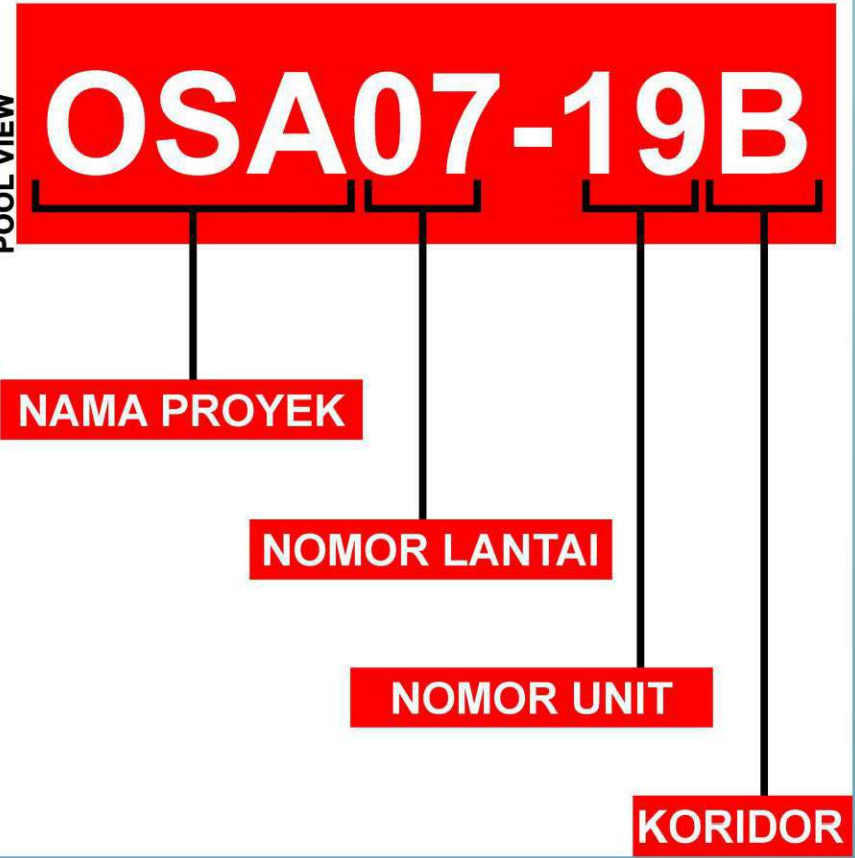 POOL VIEW
OSA07-19B
NAMA PROYEK
NOMOR LANTAI
NOMOR UNIT
KORIDOR